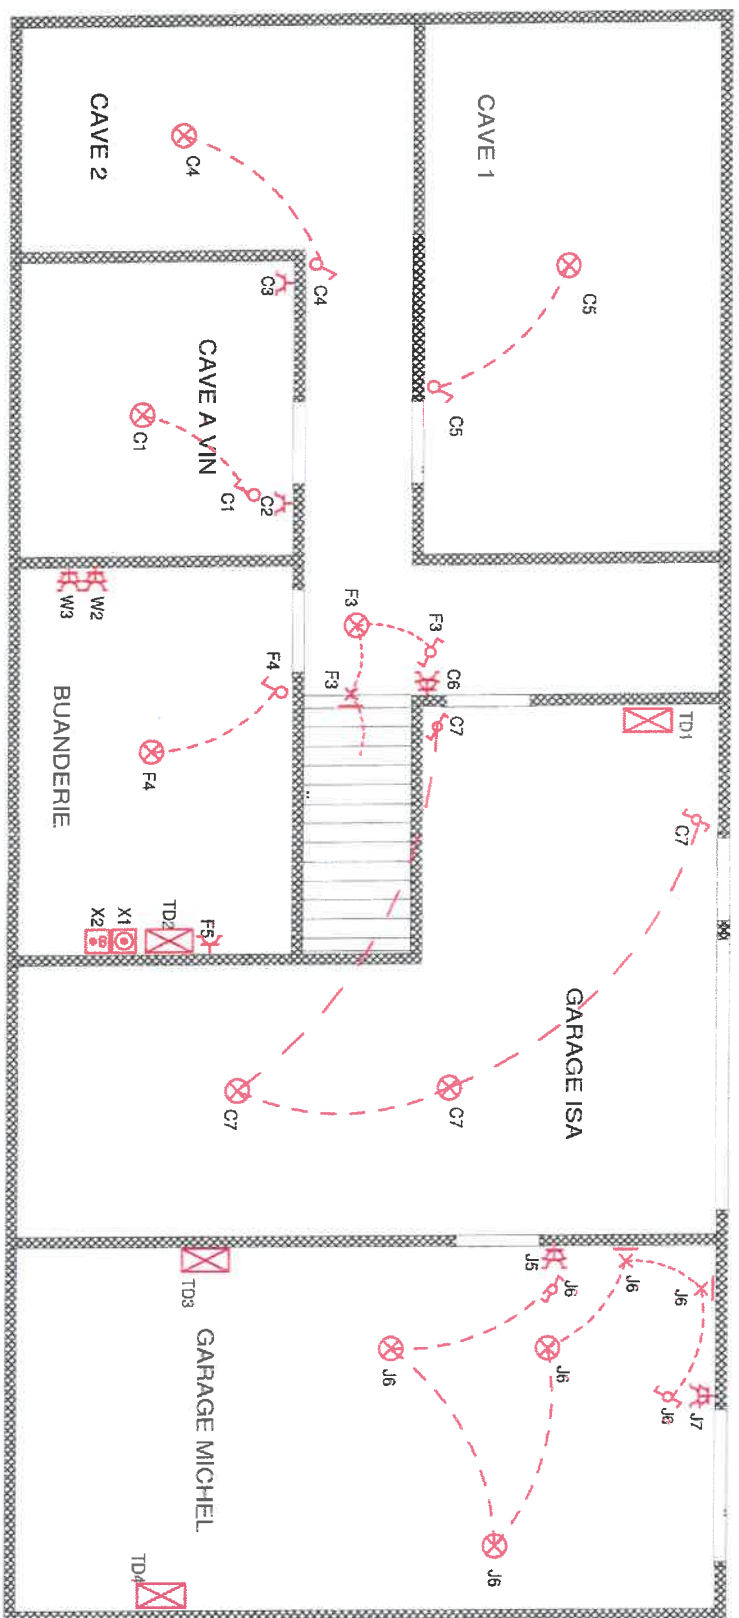 CAVE 1
C5
C5
CAVE 2
C4
C4
C3
CAVE A VIN
C1
C1
C2
W3
W2
BUANDERIE
F4
F4
F3
F3
F3
C6
C7
TD1
C7
X2
X1
TD2
F5
GARAGE ISA
C7
C7
TD3
J5
J6
J6
J6
J7
J6
J6
J6
GARAGE MICHEL
J6
TD4